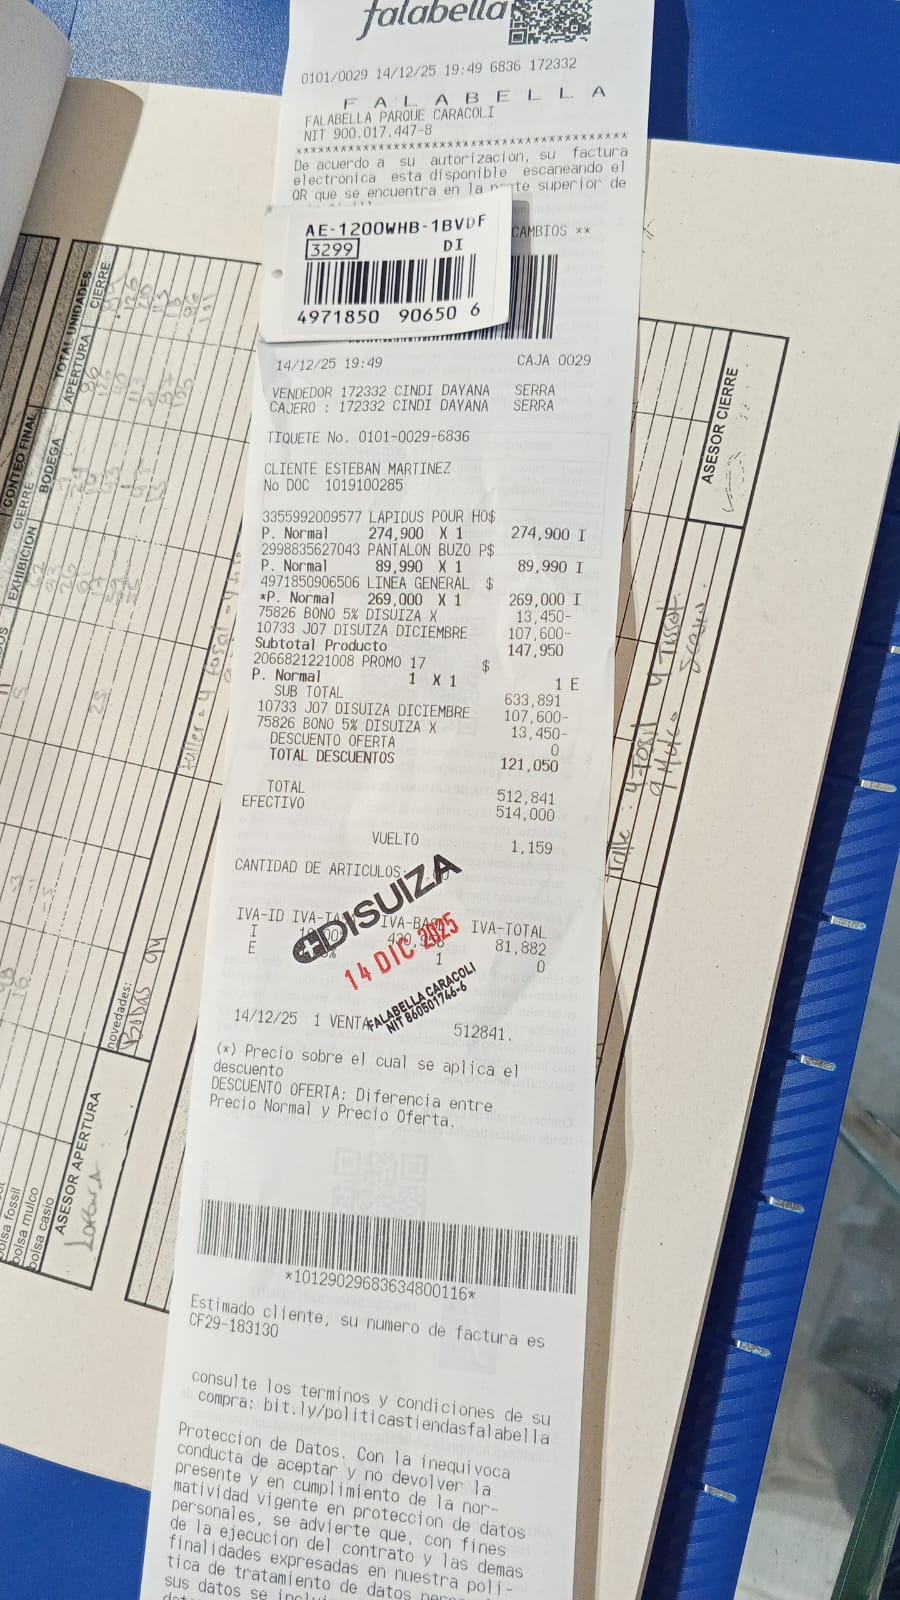 falabella
0101/0029 14/12/25 19:49 6836 172332
F A L A B E L L A
FALABELLA PARQUE CARACOLI
NIT 900.017.447-8
****************************************
De acuerdo a su autorizacion, su factura
electronica esta disponible escaneando el
QR que se encuentra en la parte superior de
CAMBIOS **
AE-1200WHB-1BVDF
3299 DI
4971850 90650 6
14/12/25 19:49 CAJA 0029
VENDEDOR 172332 CINDI DAYANA SERRA
CAJERO : 172332 CINDI DAYANA SERRA
TIQUETE No. 0101-0029-6836
CLIENTE ESTEBAN MARTINEZ
No DOC 1019100285
3355992009577 LAPIDUS POUR HO$
P. Normal 274,900 X 1 274,900 I
2998835627043 PANTALON BUZO P$
P. Normal 89,990 X 1 89,990 I
4971850906506 LINEA GENERAL $
*P. Normal 269,000 X 1 269,000 I
75826 BONO 5% DISUIZA X 13,450-
10733 J07 DISUIZA DICIEMBRE 107,600-
Subtotal Producto 147,950
2066821221008 PROMO 17 $
P. Normal 1 X 1 1 E
SUB TOTAL 633,891
10733 J07 DISUIZA DICIEMBRE 107,600-
75826 BONO 5% DISUIZA X 13,450-
DESCUENTO OFERTA 0
TOTAL DESCUENTOS 121,050
TOTAL 512,841
EFECTIVO 514,000
VUELTO 1,159
CANTIDAD DE ARTICULOS:
DISUIZA
14 DIC 2025
FALABELLA CARACOLI
NIT 860501746-6
IVA-ID IVA-TOTAL
I 81,882
E 1 0
14/12/25 1 VENTA 512841.
(*) Precio sobre el cual se aplica el
descuento
DESCUENTO OFERTA: Diferencia entre
Precio Normal y Precio Oferta.
*10129029683634800116*
Estimado cliente, su numero de factura es
CF29-183130
consulte los terminos y condiciones de su
compra: bit.ly/politicastiendasfalabella
Proteccion de Datos. Con la inequivoca
conducta de aceptar y no devolver la
presente y en cumplimiento de la nor-
matividad vigente en proteccion de datos
personales, se advierte que, con fines
de la ejecucion del contrato y las demas
finalidades expresadas en nuestra poli-
tica de tratamiento de datos
sus datos se
CONTEO FINAL
TOTAL UNIDADES
EXHIBICION
CIERRE
BODEGA
APERTURA
CIERRE
novedades:
ASESOR APERTURA
bolsa mulco
bolsa casio
ASESOR CIERRE